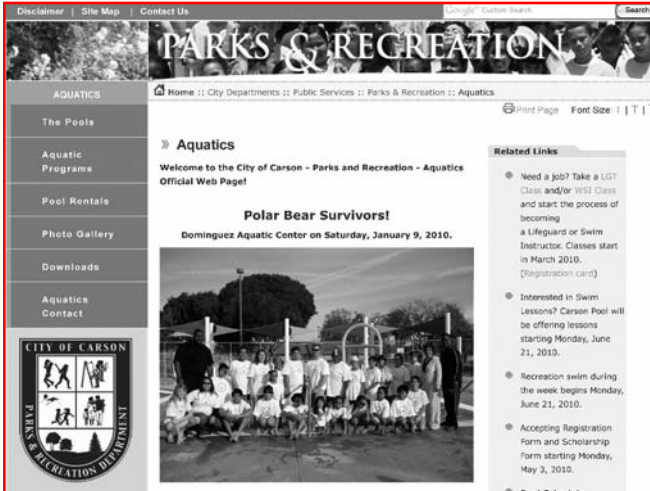 Disclaimer | Site Map | Contact Us
Google™ Custom Search
Search
PARKS & RECREATION
AQUATICS
The Pools
Aquatic
Programs
Pool Rentals
Photo Gallery
Downloads
Aquatics
Contact
CITY OF CARSON
PARKS & RECREATION DEPARTMENT
Home :: City Departments :: Public Services :: Parks & Recreation :: Aquatics
Print Page Font Size: T | T |
» Aquatics
Welcome to the City of Carson - Parks and Recreation - Aquatics
Official Web Page!
Polar Bear Survivors!
Dominguez Aquatic Center on Saturday, January 9, 2010.
Related Links
Need a job? Take a LGT
Class and/or WSI Class
and start the process of
becoming
a Lifeguard or Swim
Instructor. Classes start
in March 2010.
(Registration card)
Interested in Swim
Lessons? Carson Pool will
be offering lessons
starting Monday, June
21, 2010.
Recreation swim during
the week begins Monday,
June 21, 2010.
Accepting Registration
Form and Scholarship
Form starting Monday,
May 3, 2010.